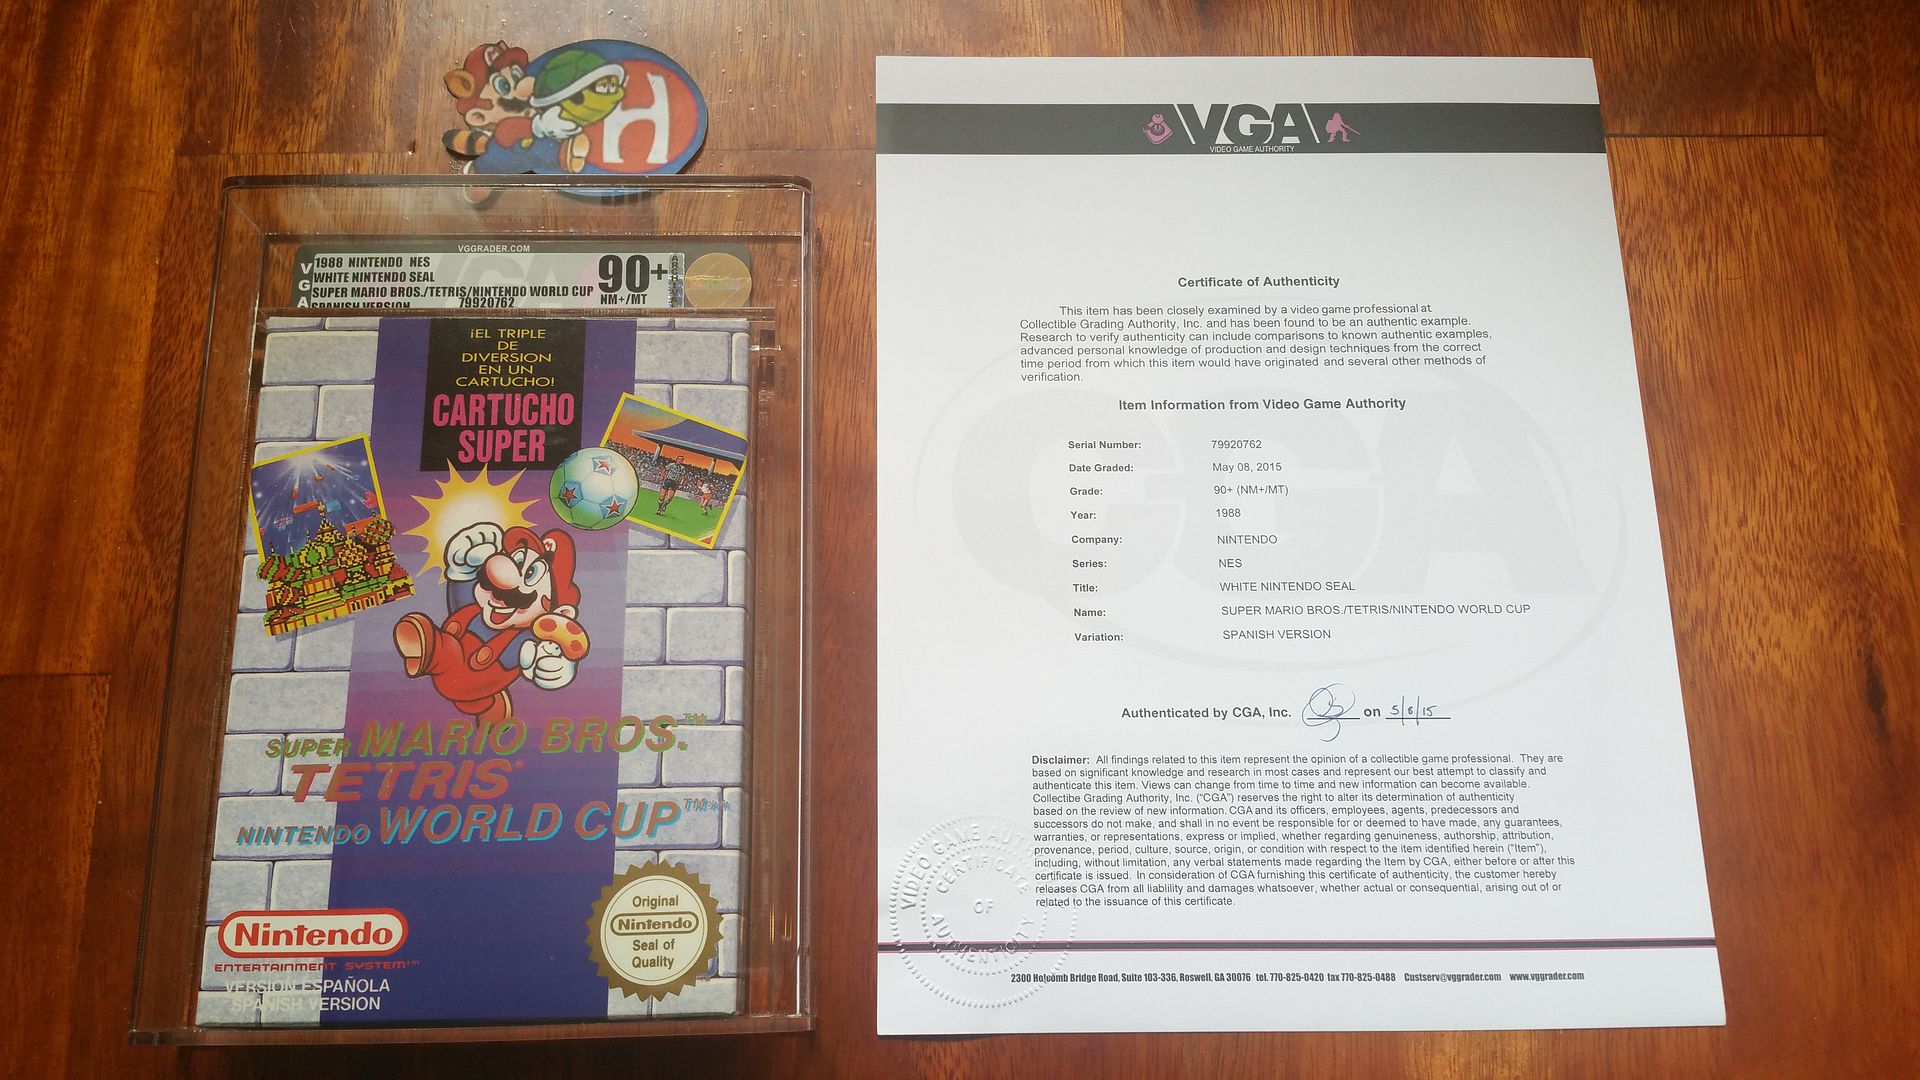 H
VGGRADER.COM
VGA
1988 NINTENDO NES
WHITE NINTENDO SEAL
SUPER MARIO BROS./TETRIS/NINTENDO WORLD CUP
SPANISH VERSION 79920762
90+
NM+/MT
¡EL TRIPLE
DE
DIVERSION
EN UN
CARTUCHO!
CARTUCHO
SUPER
SUPER MARIO BROS.™
TETRIS*
NINTENDO WORLD CUP™**
Nintendo
ENTERTAINMENT SYSTEM™
VERSIÓN ESPAÑOLA
SPANISH VERSION
Original
Nintendo
Seal of
Quality
VGA
VIDEO GAME AUTHORITY
Certificate of Authenticity
This item has been closely examined by a video game professional at
Collectible Grading Authority, Inc. and has been found to be an authentic example.
Research to verify authenticity can include comparisons to known authentic examples,
advanced personal knowledge of production and design techniques from the correct
time period from which this item would have originated and several other methods of
verification.
Item Information from Video Game Authority
Serial Number: 79920762
Date Graded: May 08, 2015
Grade: 90+ (NM+/MT)
Year: 1988
Company: NINTENDO
Series: NES
Title: WHITE NINTENDO SEAL
Name: SUPER MARIO BROS./TETRIS/NINTENDO WORLD CUP
Variation: SPANISH VERSION
CGA
Authenticated by CGA, Inc. on 5/8/15
Disclaimer: All findings related to this item represent the opinion of a collectible game professional. They are
based on significant knowledge and research in most cases and represent our best attempt to classify and
authenticate this item. Views can change from time to time and new information can become available.
Collectibe Grading Authority, Inc. ("CGA") reserves the right to alter its determination of authenticity
based on the review of new information. CGA and its officers, employees, agents, predecessors and
successors do not make, and shall in no event be responsible for or deemed to have made, any guarantees,
warranties, or representations, express or implied, whether regarding genuineness, authorship, attribution,
provenance, period, culture, source, origin, or condition with respect to the item identified herein ("Item"),
including, without limitation, any verbal statements made regarding the Item by CGA, either before or after this
certificate is issued. In consideration of CGA furnishing this certificate of authenticity, the customer hereby
releases CGA from all liablility and damages whatsoever, whether actual or consequential, arising out of or
related to the issuance of this certificate.
VIDEO GAME AUT
CERTIFICATE
OF
AUTHENTICITY
2300 Holcomb Bridge Road, Suite 103-336, Roswell, GA 30076 tel. 770-825-0420 fax 770-825-0488 Custserv@vggrader.com www.vggrader.com